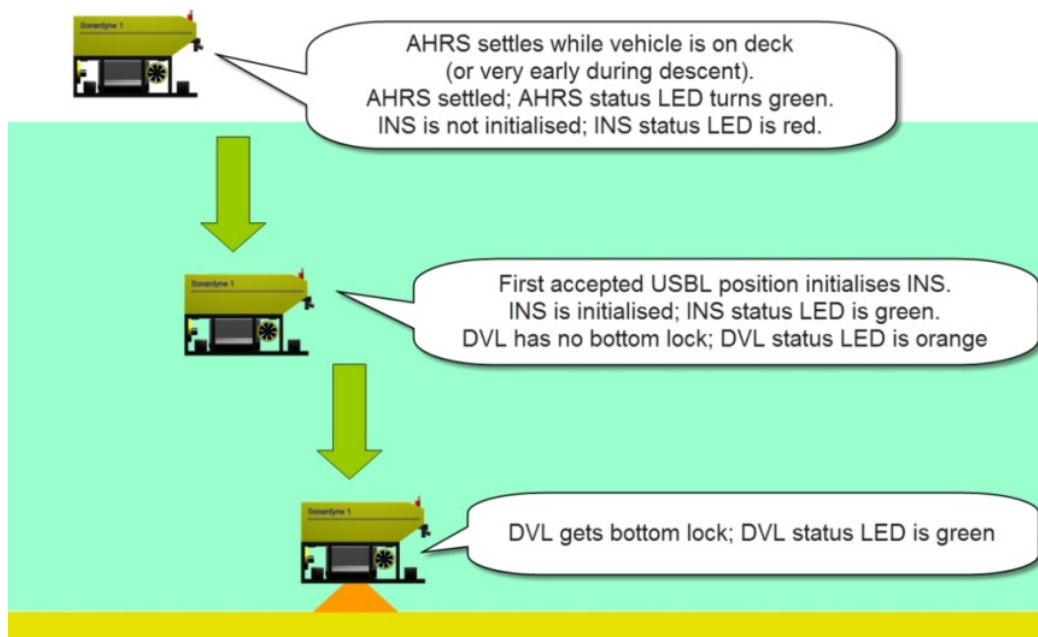 Sonardyne 1
AHRS settles while vehicle is on deck
(or very early during descent).
AHRS settled; AHRS status LED turns green.
INS is not initialised; INS status LED is red.
Sonardyne 1
First accepted USBL position initialises INS.
INS is initialised; INS status LED is green.
DVL has no bottom lock; DVL status LED is orange
Sonardyne 1
DVL gets bottom lock; DVL status LED is green